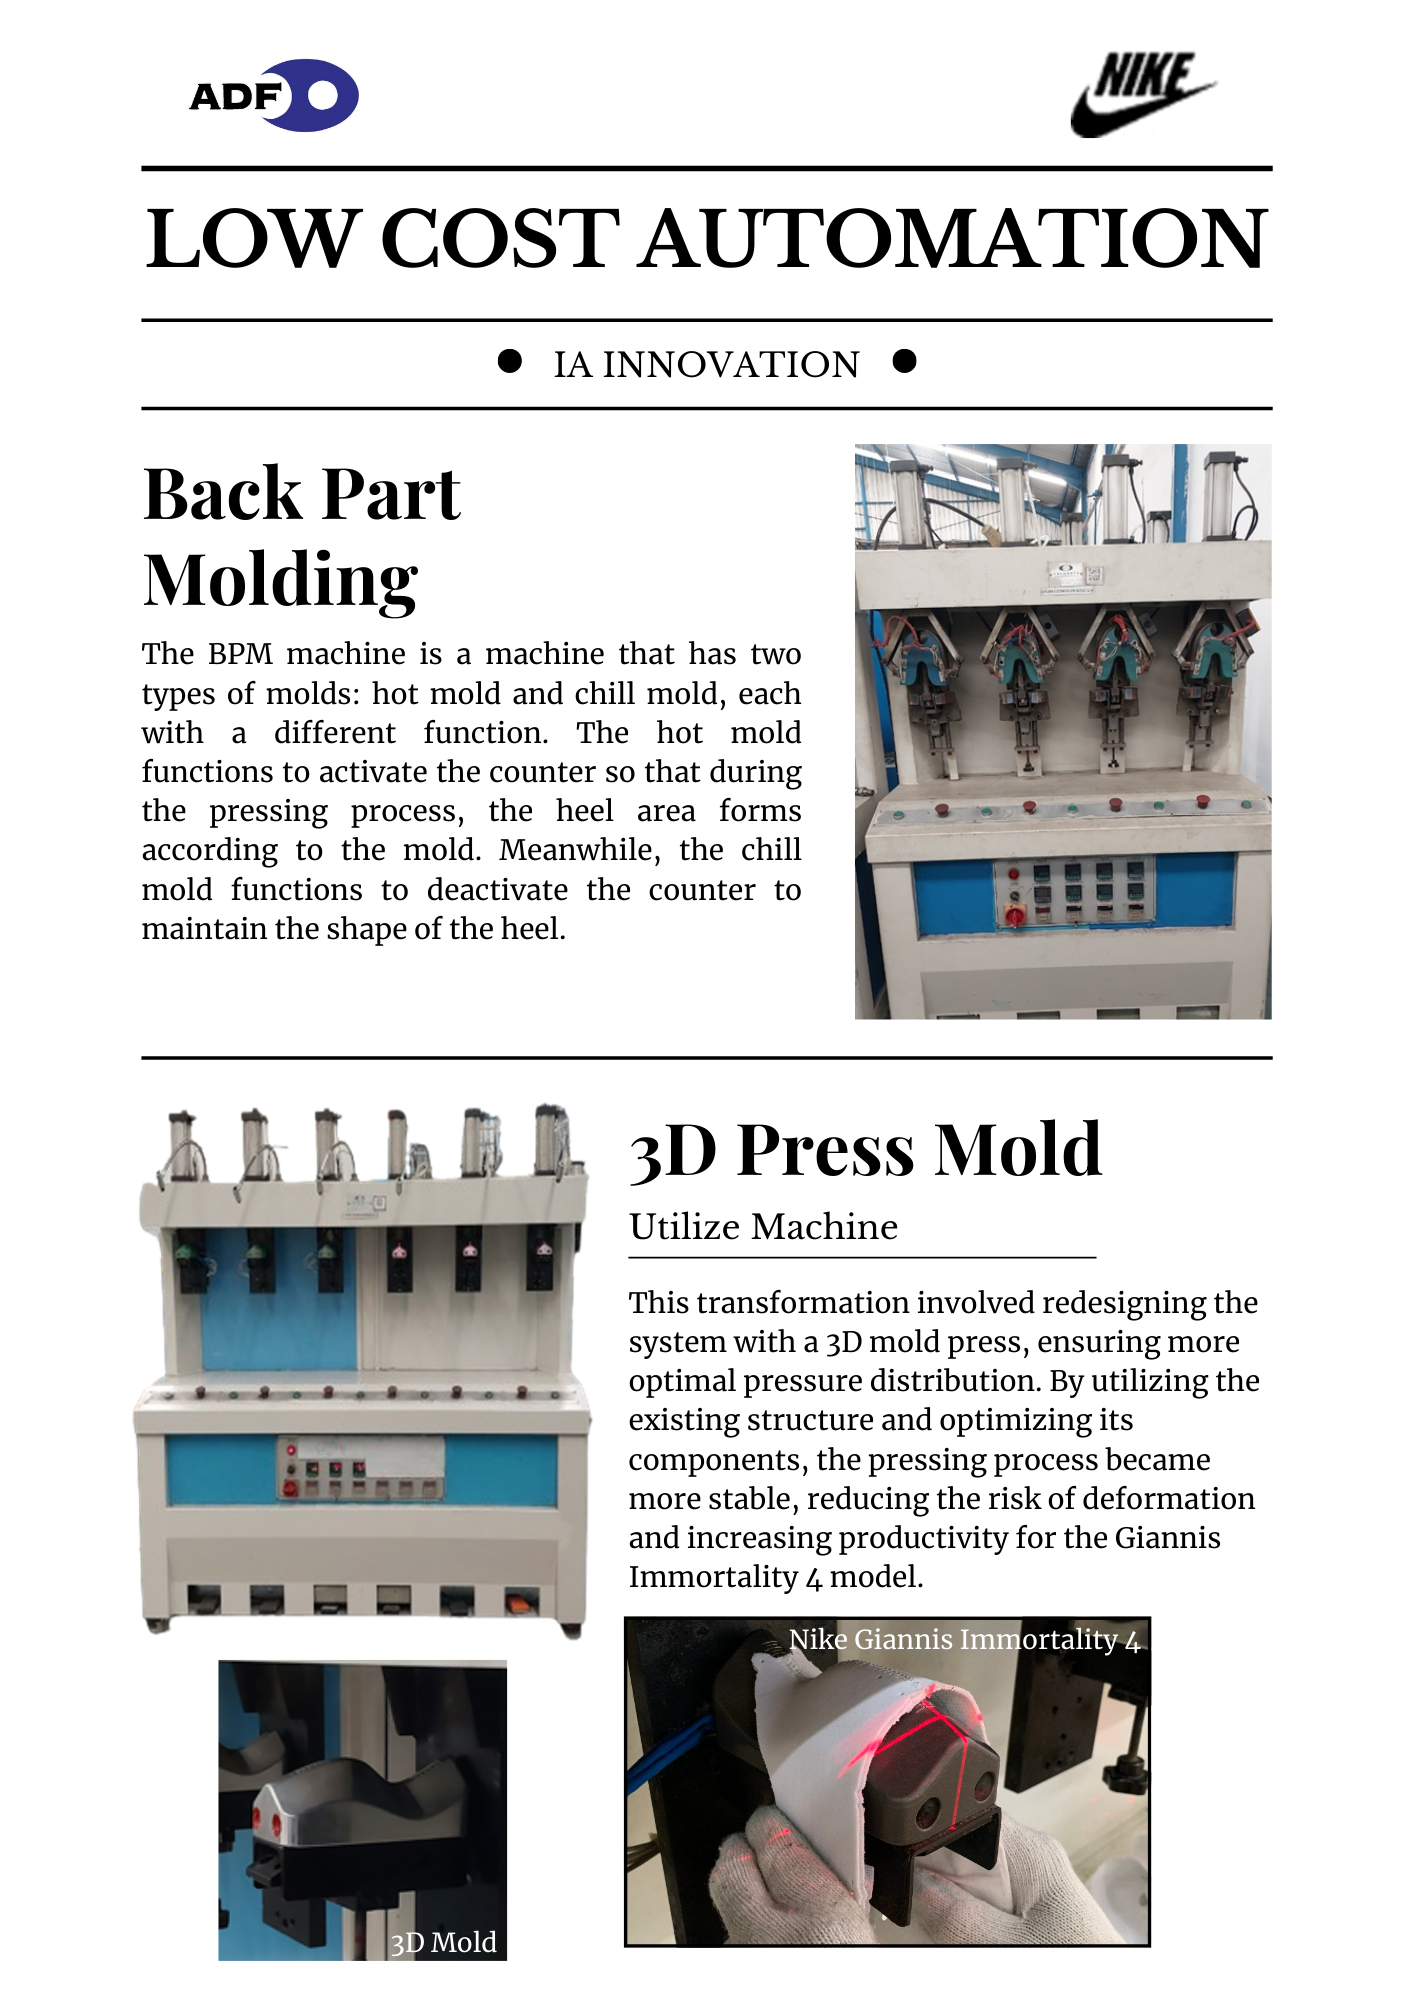 ADF
NIKE
LOW COST AUTOMATION
IA INNOVATION
Back Part
Molding
The BPM machine is a machine that has two
types of molds: hot mold and chill mold, each
with a different function. The hot mold
functions to activate the counter so that during
the pressing process, the heel area forms
according to the mold. Meanwhile, the chill
mold functions to deactivate the counter to
maintain the shape of the heel.
3D Press Mold
Utilize Machine
This transformation involved redesigning the
system with a 3D mold press, ensuring more
optimal pressure distribution. By utilizing the
existing structure and optimizing its
components, the pressing process became
more stable, reducing the risk of deformation
and increasing productivity for the Giannis
Immortality 4 model.
Nike Giannis Immortality 4
3D Mold